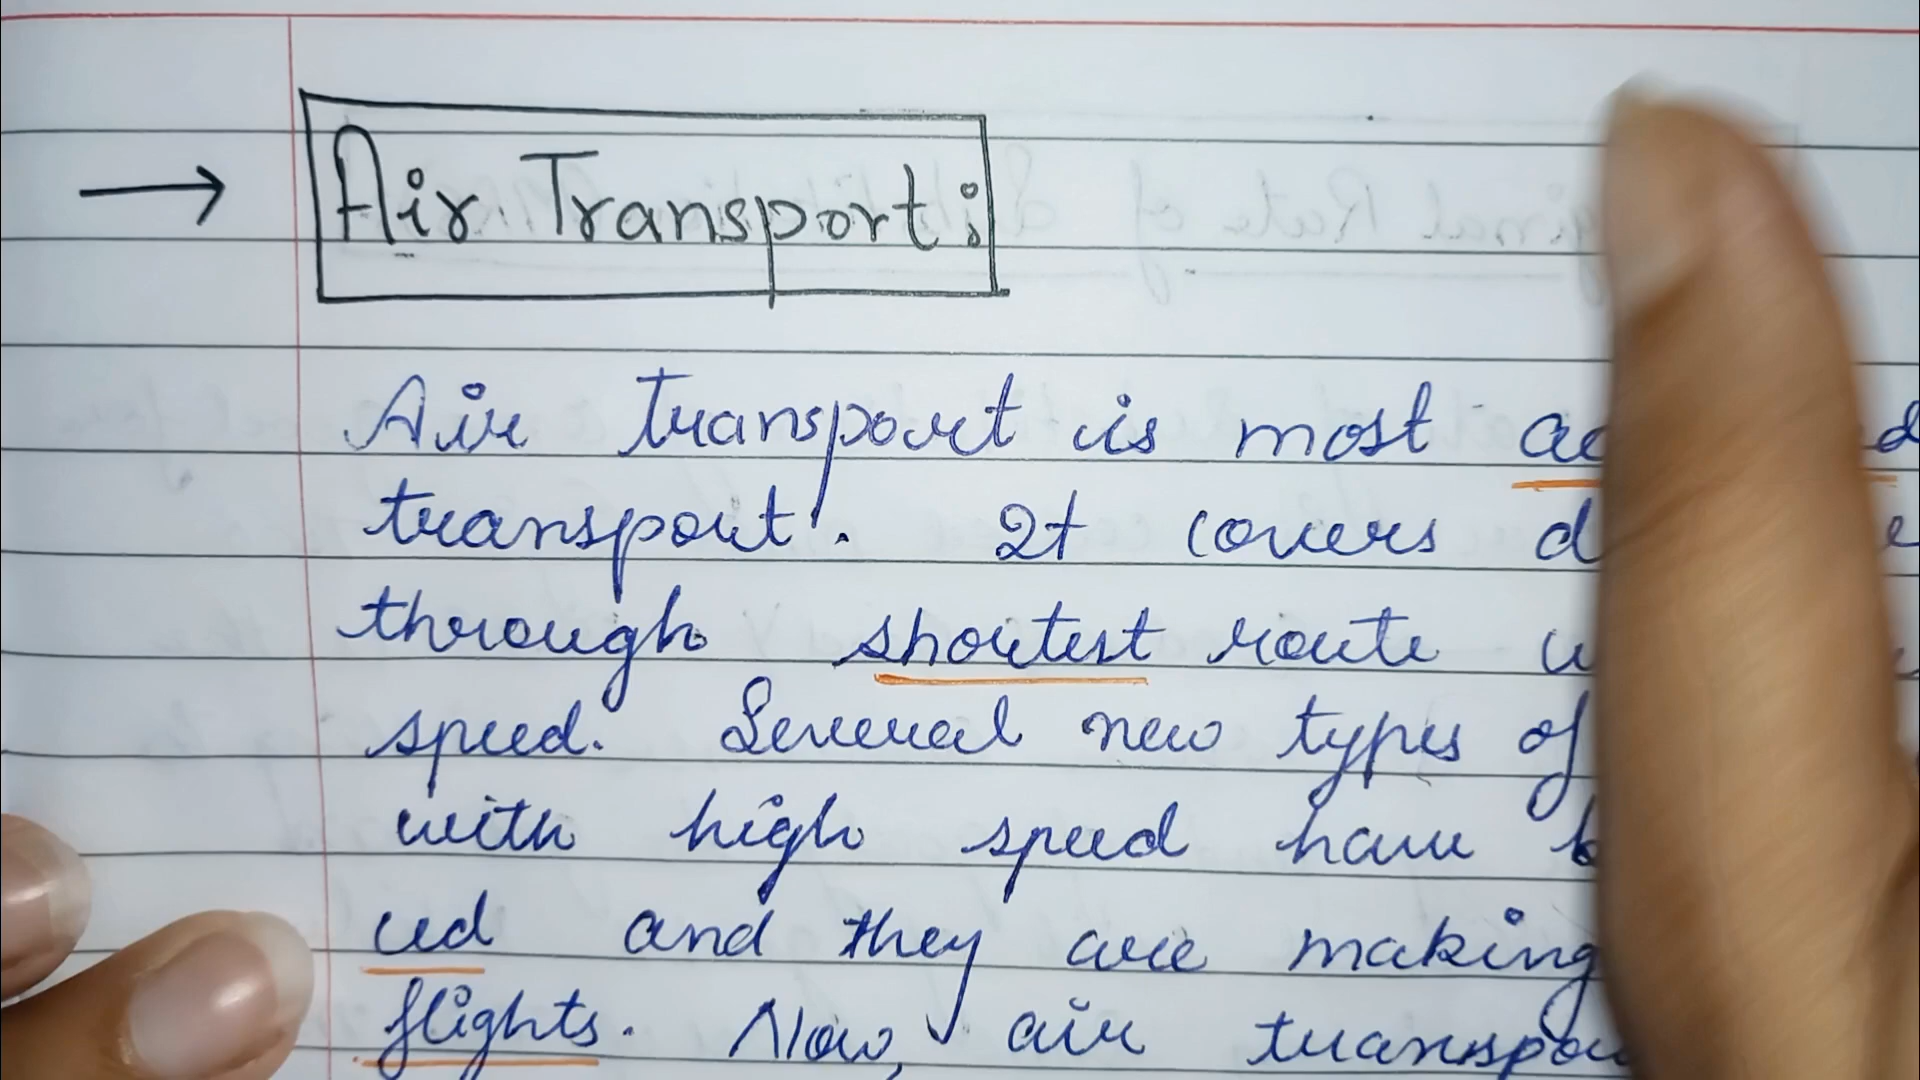 → Air Transport:
Air Transport is most
transport. It covers
through shortest route
speed. Several new types of
with high speed have
ed and they are making
flights. Now, air